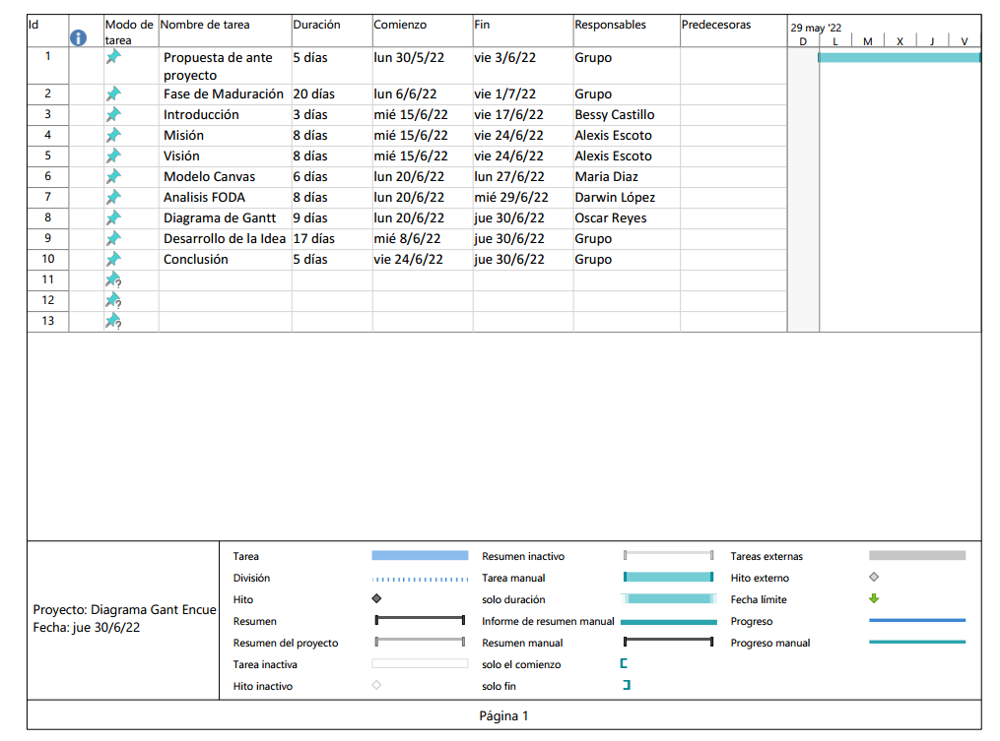 Id Modo de tarea Nombre de tarea Duración Comienzo Fin Responsables Predecesoras
29 may '22
D L M X J V
1 Propuesta de ante proyecto 5 días lun 30/5/22 vie 3/6/22 Grupo
2 Fase de Maduración 20 días lun 6/6/22 vie 1/7/22 Grupo
3 Introducción 3 días mié 15/6/22 vie 17/6/22 Bessy Castillo
4 Misión 8 días mié 15/6/22 vie 24/6/22 Alexis Escoto
5 Visión 8 días mié 15/6/22 vie 24/6/22 Alexis Escoto
6 Modelo Canvas 6 días lun 20/6/22 lun 27/6/22 Maria Diaz
7 Analisis FODA 8 días lun 20/6/22 mié 29/6/22 Darwin López
8 Diagrama de Gantt 9 días lun 20/6/22 jue 30/6/22 Oscar Reyes
9 Desarrollo de la Idea 17 días mié 8/6/22 jue 30/6/22 Grupo
10 Conclusión 5 días vie 24/6/22 jue 30/6/22 Grupo
11 ?
12 ?
13 ?
Proyecto: Diagrama Gant Encue
Fecha: jue 30/6/22
Tarea
División
Hito
Resumen
Resumen del proyecto
Tarea inactiva
Hito inactivo
Resumen inactivo
Tarea manual
solo duración
Informe de resumen manual
Resumen manual
solo el comienzo
solo fin
Tareas externas
Hito externo
Fecha límite
Progreso
Progreso manual
Página 1